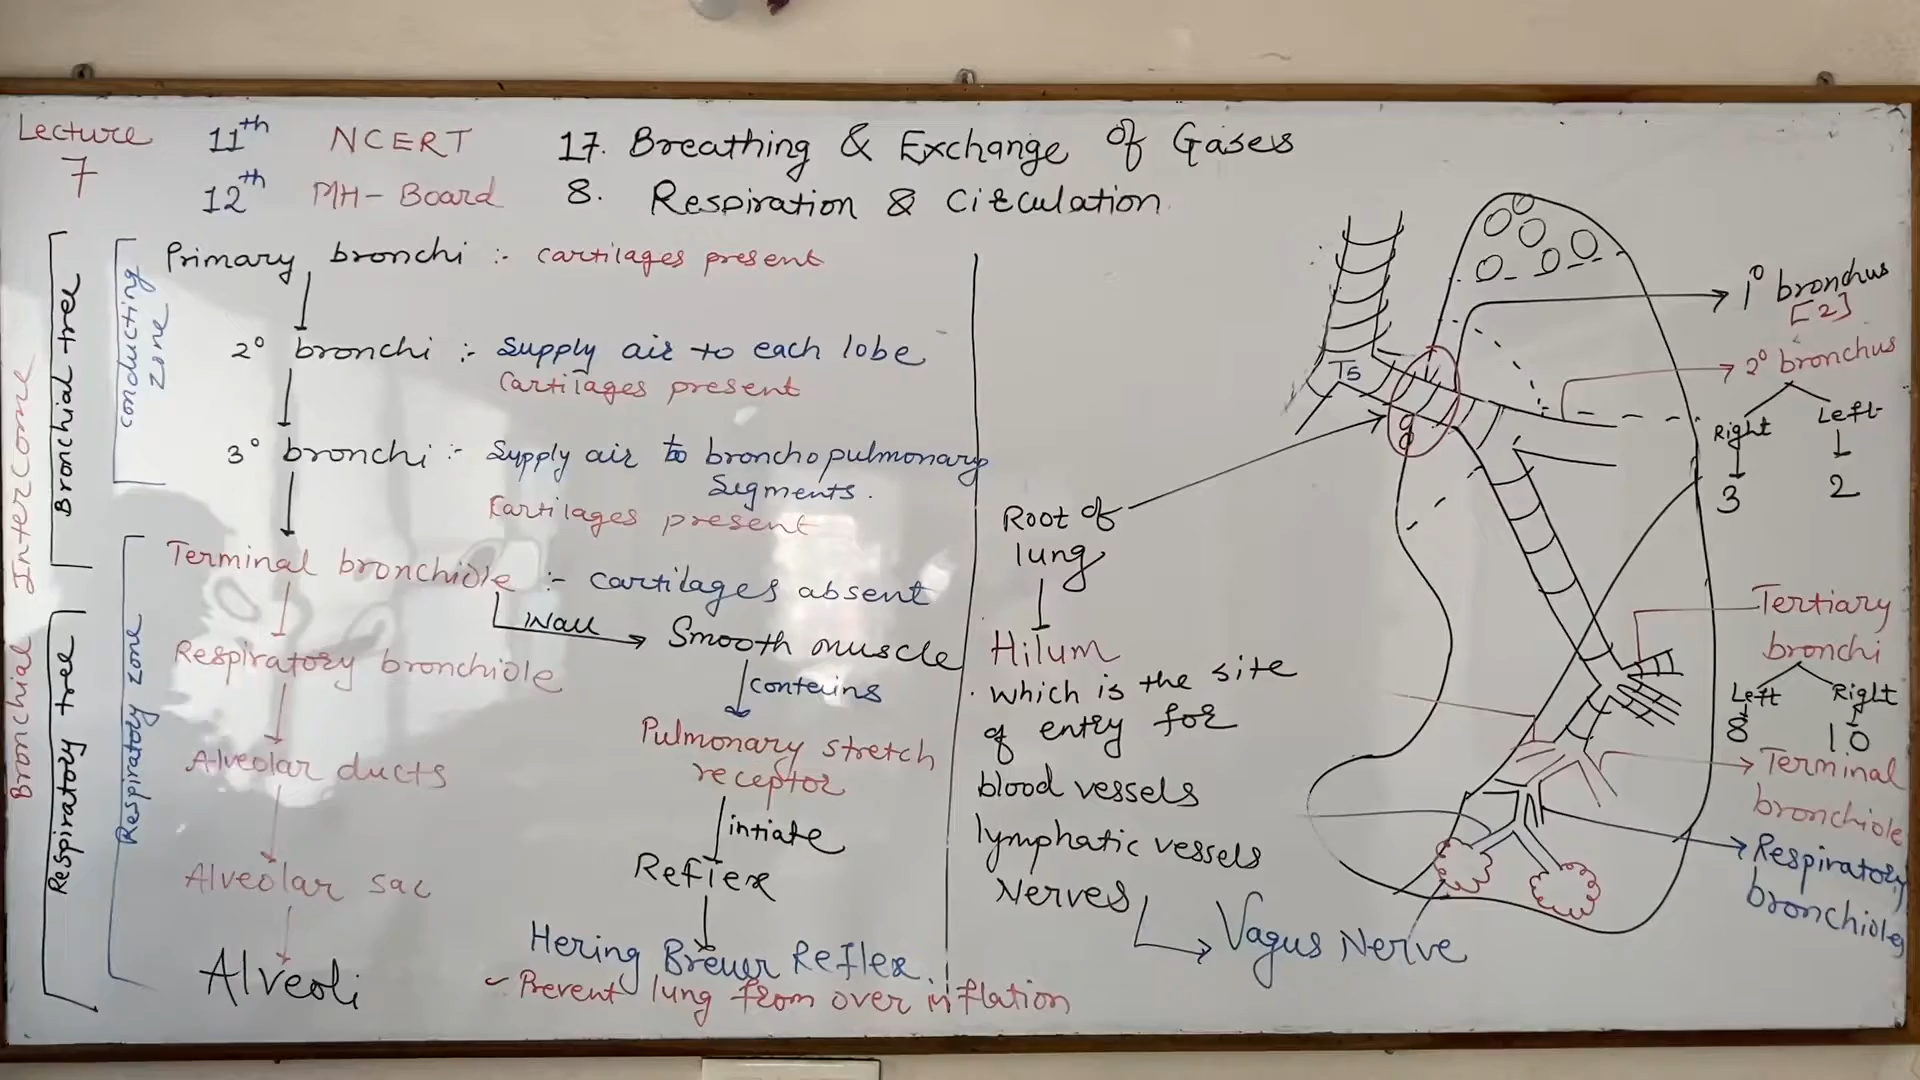 Lecture 7
11th NCERT 17. Breathing & Exchange of Gases
12th MH-Board 8. Respiration & Circulation
Bronchial InterCome
Bronchial tree
conducting zone
Primary bronchi :- cartilages present
2° bronchi :- Supply air to each lobe
Cartilages present
3° bronchi :- Supply air to bronchopulmonary
Segments.
Cartilages present
Respiratory tree
Respiratory zone
Terminal bronchiole :- cartilages absent
Wall Smooth muscle
Respiratory bronchiole
contains
Pulmonary stretch
receptor
Alveolar ducts
intiate
Alveolar sac
Reflex
Hering Breuer Reflex.
Alveoli
- Prevent lung from over inflation
Root of
lung
Hilum
. which is the site
of entry for
blood vessels
lymphatic vessels
Nerves
Vagus Nerve
T5
1° bronchus
[2]
2° bronchus
Right Left
3 2
Tertiary
bronchi
Left Right
8 10
Terminal
bronchiole
Respiratory
bronchioles